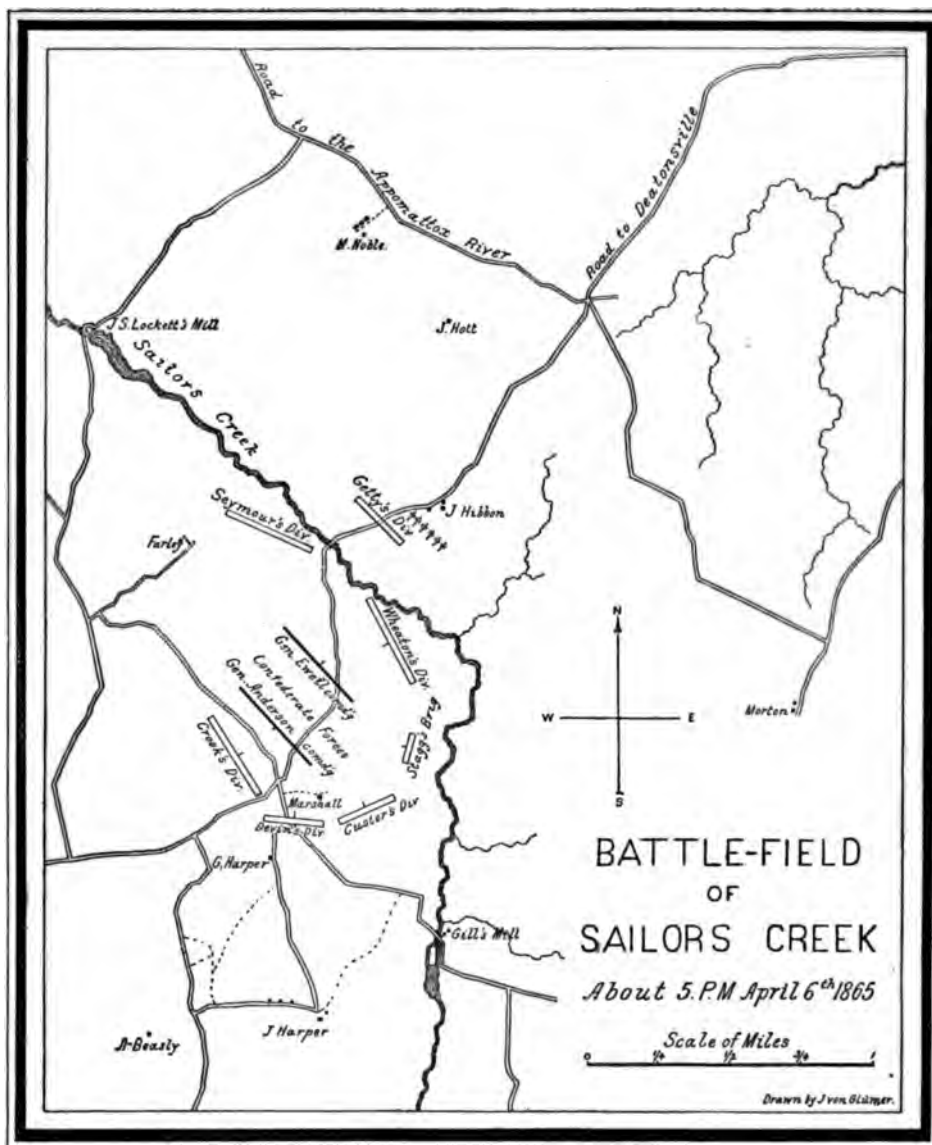 Road to the Appomattox River
Road to Deatonsville
M. Noble.
J. Hott
J. S. Lockett's Mill
Sailors Creek
Getty's Div
J Hibbon
Seymour's Div.
Farley
Wheaton's Div.
N
W E
S
Morton
Gen. Ewell comd'g
Confederate Forces
Gen. Anderson comdg
Stagg's Brig
Crook's Div.
Marshall
Custer's Div
Devin's Div
G. Harper
BATTLE-FIELD
OF
SAILORS CREEK
Gill's Mill
About 5. P.M April 6th 1865
J Harper
A. Beasly
Scale of Miles
0 1/4 1/2 3/4 1
Drawn by J von Glümer.